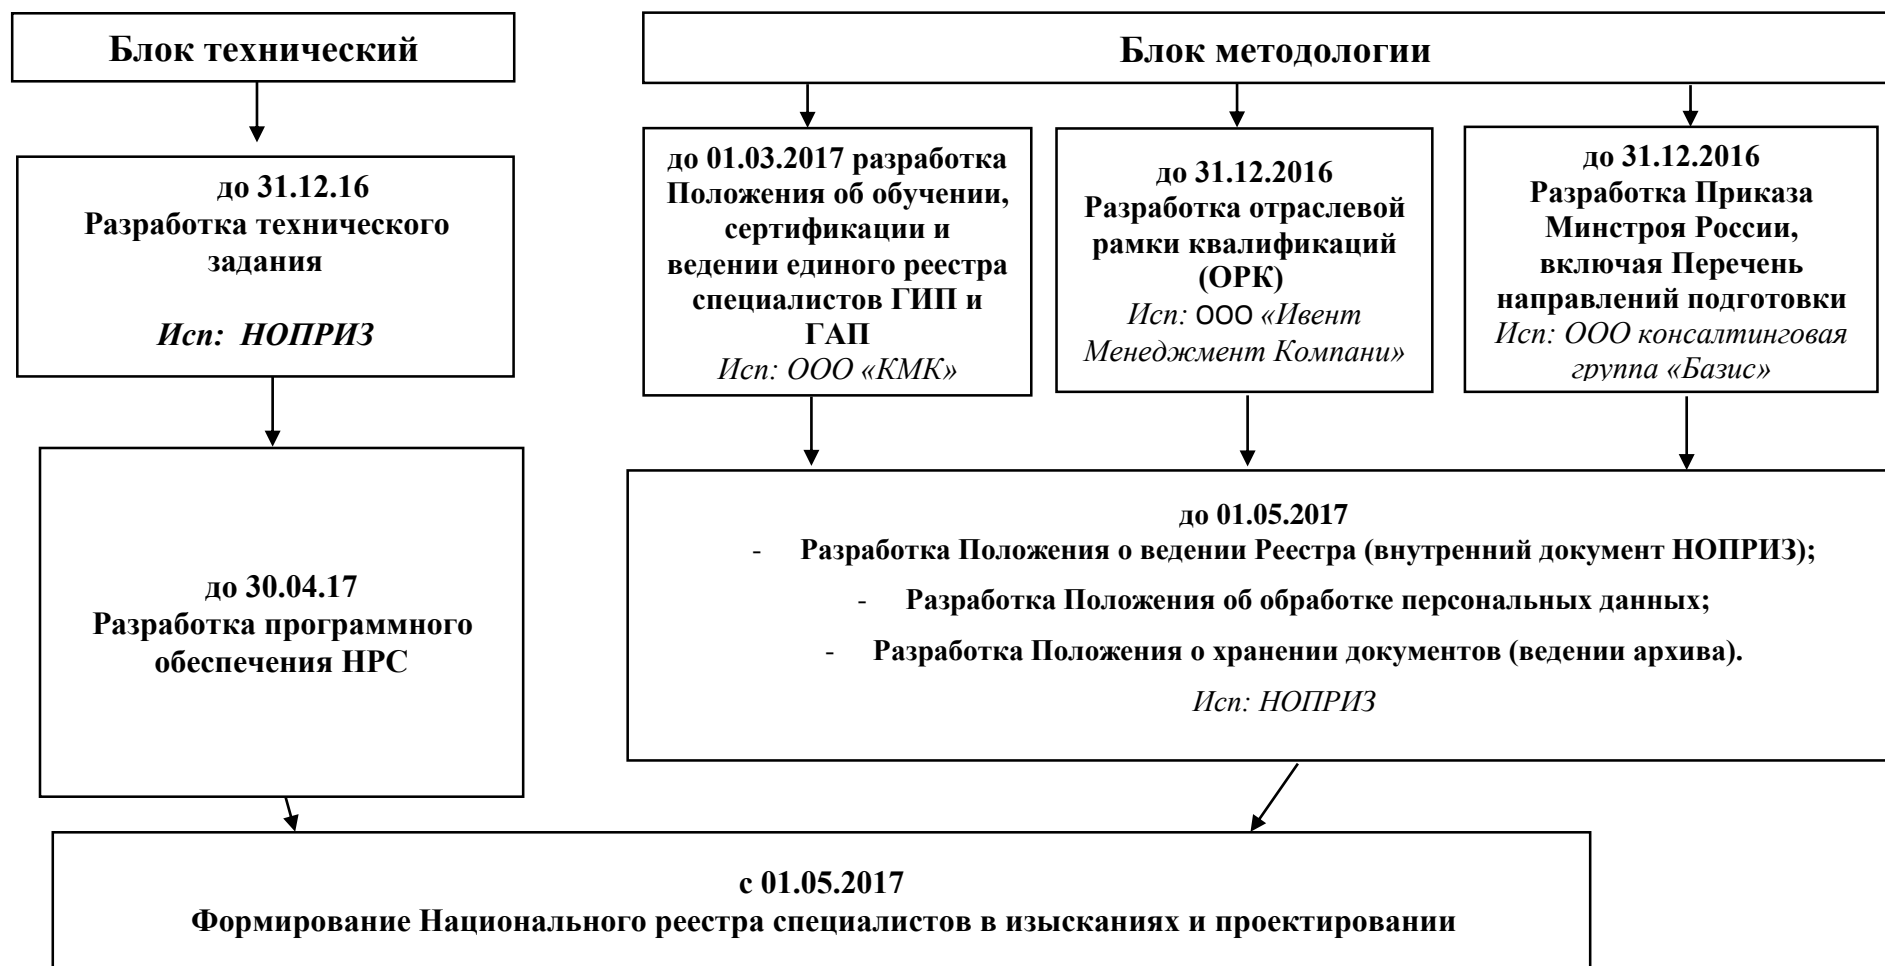 Блок технический
до 31.12.16
Разработка технического
задания
Исп: НОПРИЗ
до 30.04.17
Разработка программного
обеспечения НРС
Блок методологии
до 01.03.2017 разработка
Положения об обучении,
сертификации и
ведении единого реестра
специалистов ГИП и
ГАП
Исп: ООО «КМК»
до 31.12.2016
Разработка отраслевой
рамки квалификаций
(ОРК)
Исп: ООО «Ивент
Менеджмент Компани»
до 31.12.2016
Разработка Приказа
Минстроя России,
включая Перечень
направлений подготовки
Исп: ООО консалтинговая
группа «Базис»
до 01.05.2017
- Разработка Положения о ведении Реестра (внутренний документ НОПРИЗ);
- Разработка Положения об обработке персональных данных;
- Разработка Положения о хранении документов (ведении архива).
Исп: НОПРИЗ
с 01.05.2017
Формирование Национального реестра специалистов в изысканиях и проектировании